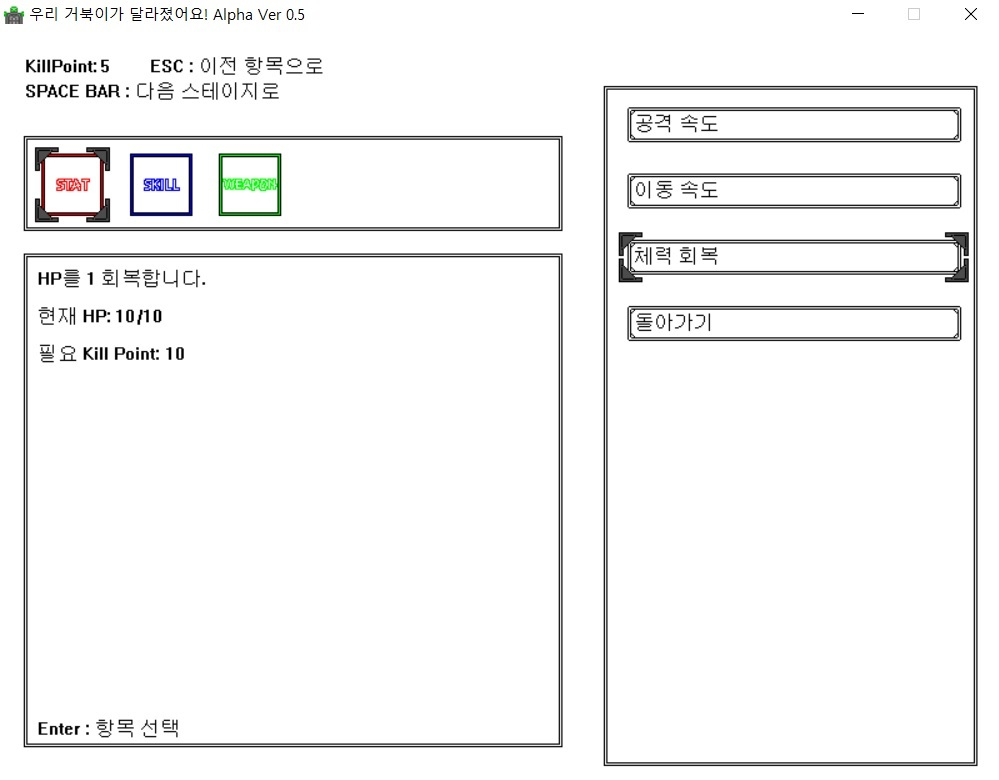 우리 거북이가 달라졌어요! Alpha Ver 0.5
KillPoint: 5 ESC : 이전 항목으로
SPACE BAR : 다음 스테이지로
STAT SKILL WEAPON
HP를 1 회복합니다.
현재 HP: 10/10
필요 Kill Point: 10
Enter : 항목 선택
공격 속도
이동 속도
체력 회복
돌아가기